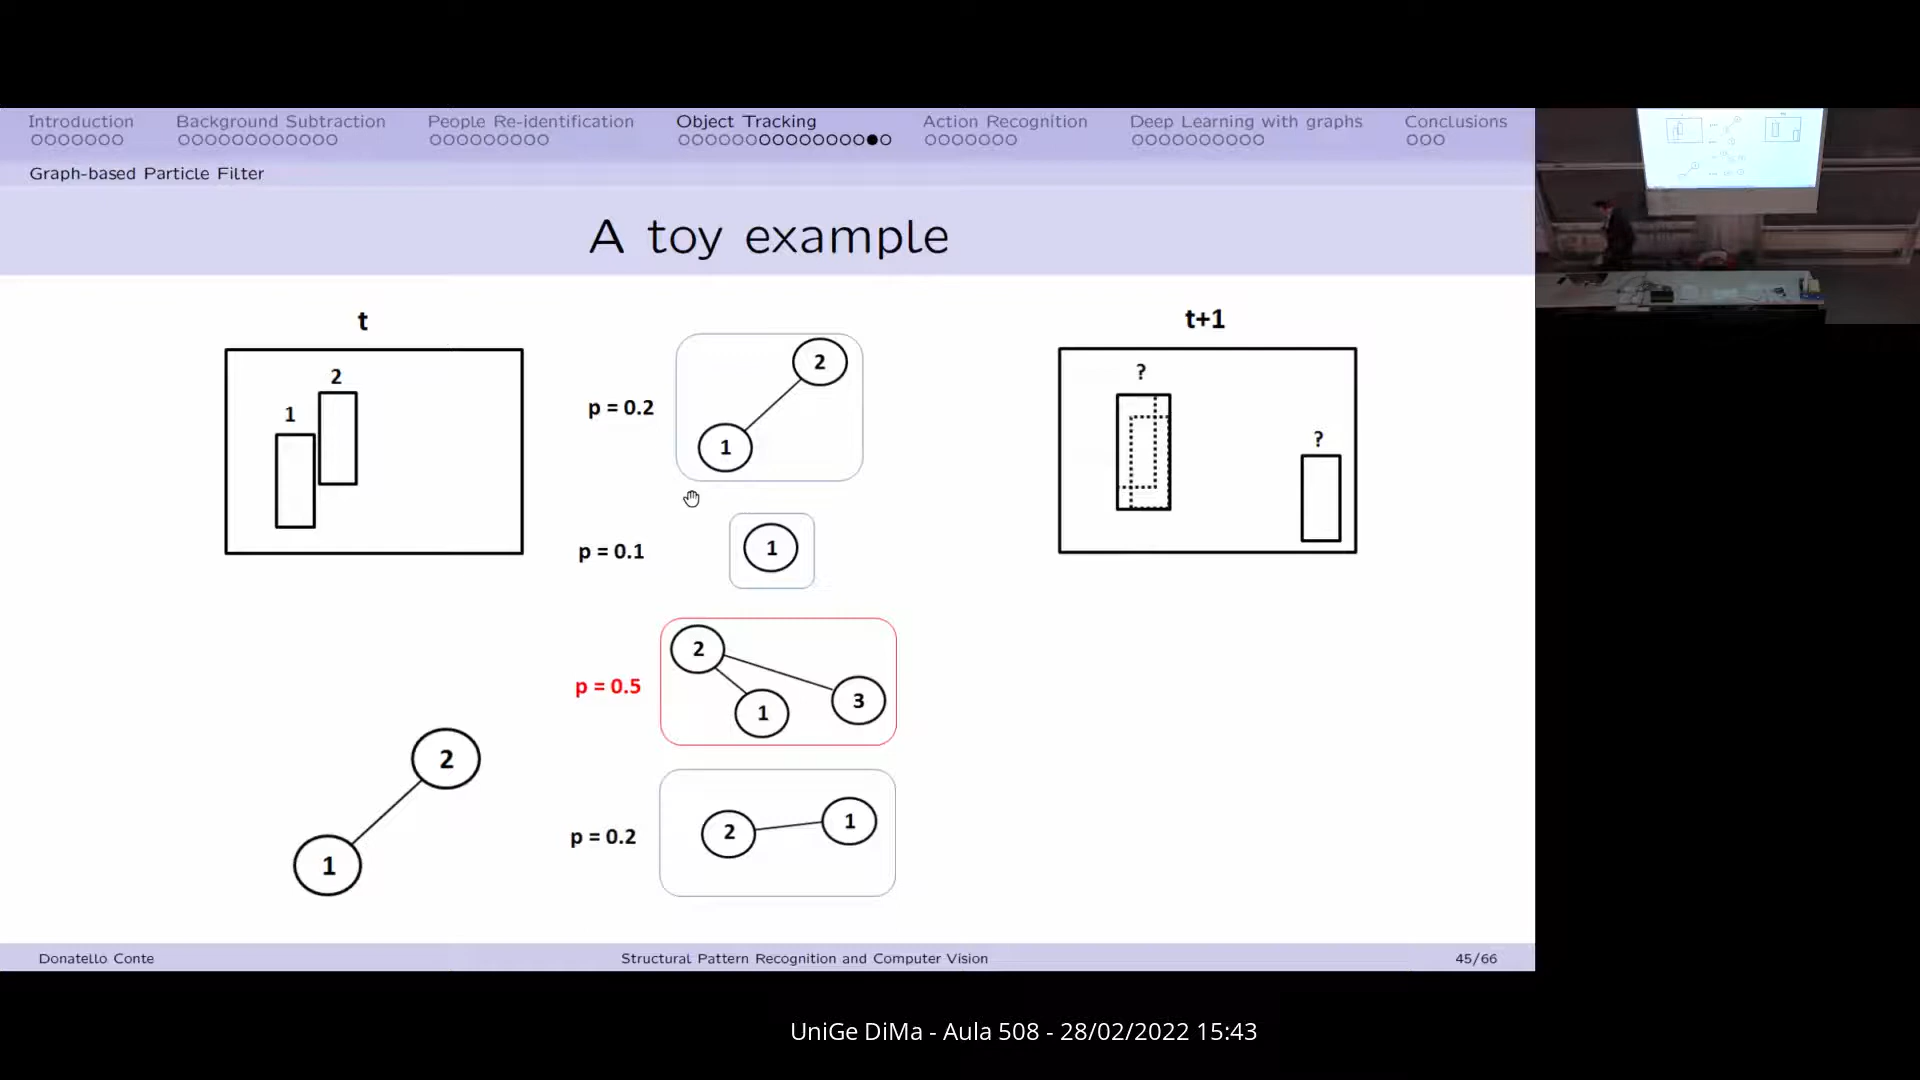 Introduction
Background Subtraction
People Re-identification
Object Tracking
Action Recognition
Deep Learning with graphs
Conclusions
Graph-based Particle Filter
A toy example
t
1
2
2
1
p = 0.2
2
1
p = 0.1
1
p = 0.5
2
1
3
p = 0.2
2
1
t+1
?
?
Donatello Conte
Structural Pattern Recognition and Computer Vision
45/66
UniGe DiMa - Aula 508 - 28/02/2022 15:43